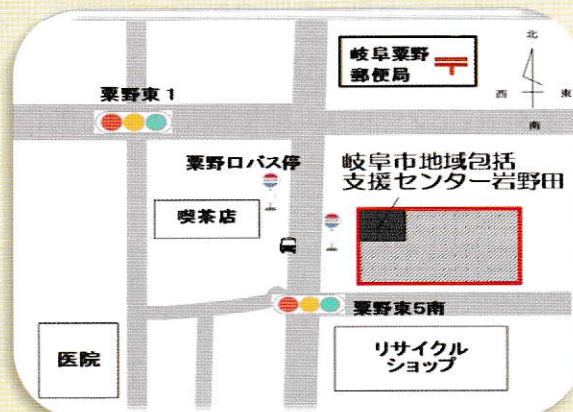 岐阜粟野
郵便局
北
西
東
南
粟野東1
粟野口バス停
岐阜市地域包括
支援センター岩野田
喫茶店
粟野東5南
医院
リサイクル
ショップ